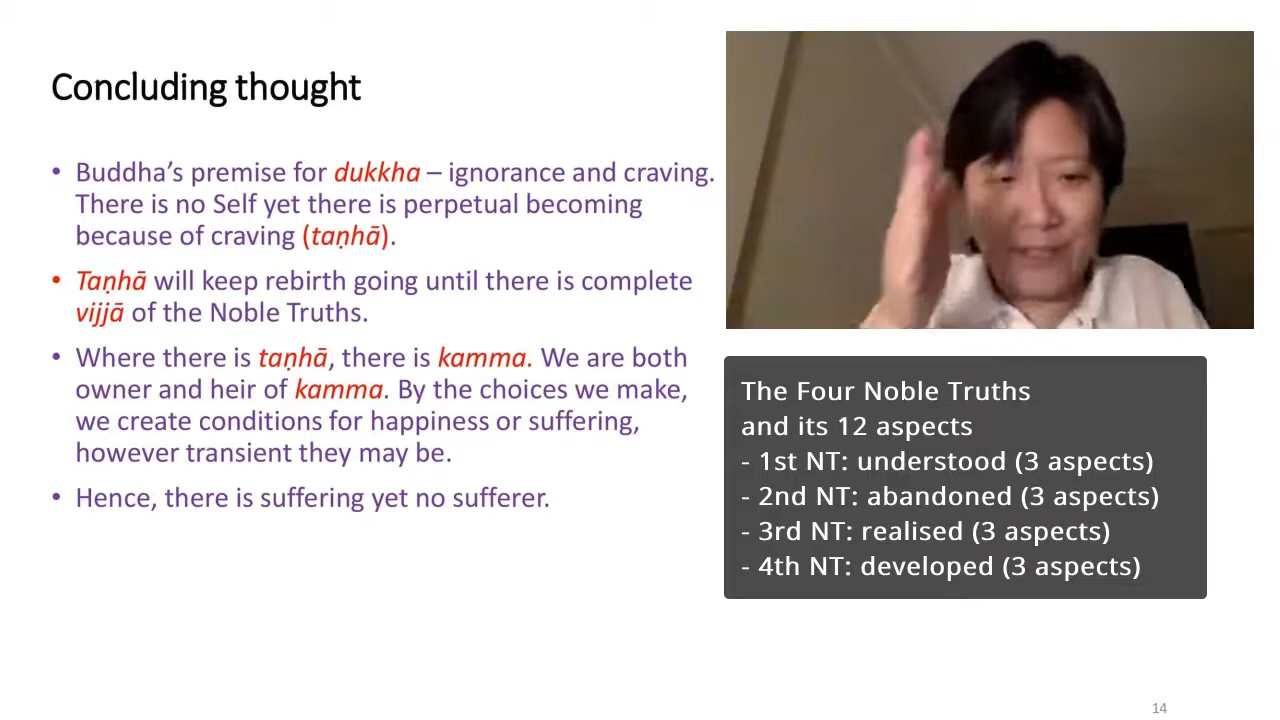 Concluding thought
• Buddha’s premise for dukkha – ignorance and craving.
There is no Self yet there is perpetual becoming
because of craving (taṇhā).
• Taṇhā will keep rebirth going until there is complete
vijjā of the Noble Truths.
• Where there is taṇhā, there is kamma. We are both
owner and heir of kamma. By the choices we make,
we create conditions for happiness or suffering,
however transient they may be.
• Hence, there is suffering yet no sufferer.
The Four Noble Truths
and its 12 aspects
- 1st NT: understood (3 aspects)
- 2nd NT: abandoned (3 aspects)
- 3rd NT: realised (3 aspects)
- 4th NT: developed (3 aspects)
14